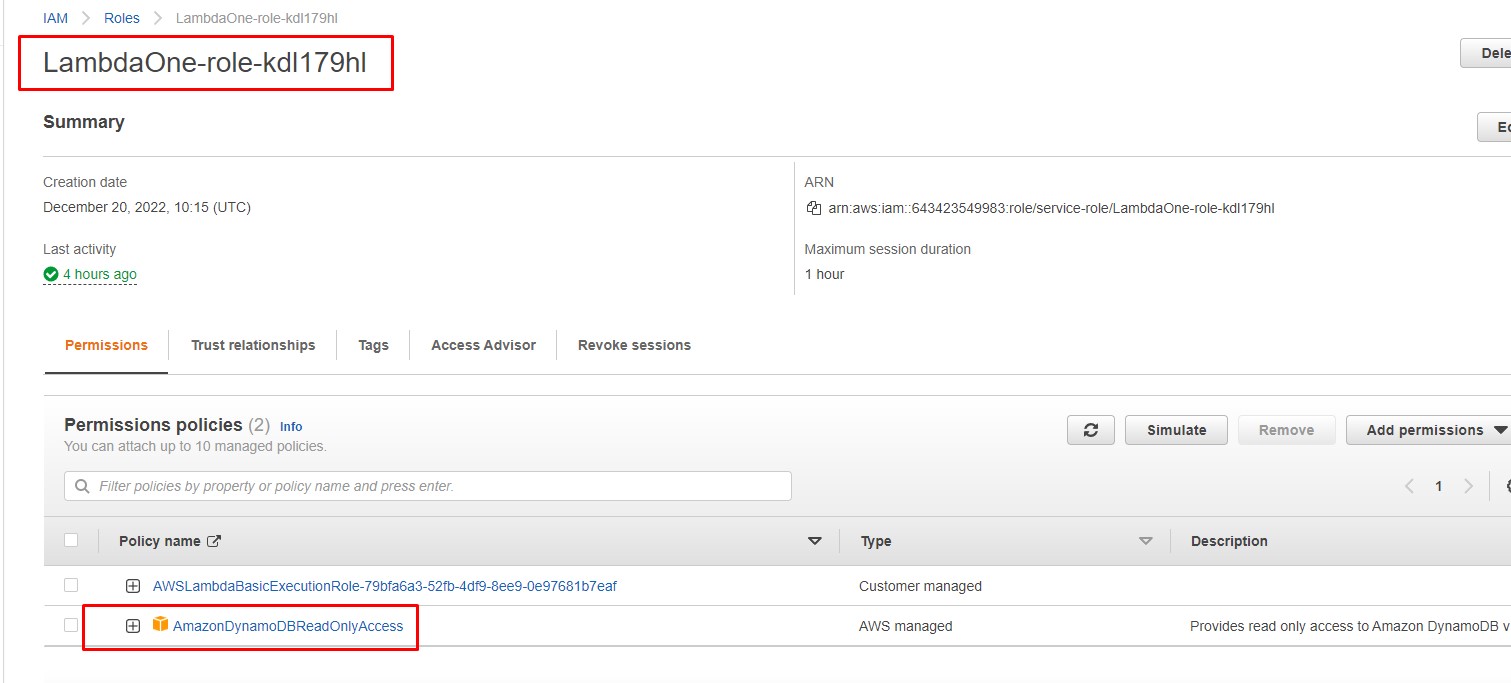 IAM > Roles > LambdaOne-role-kdl179hl
LambdaOne-role-kdl179hl
Summary
Creation date
December 20, 2022, 10:15 (UTC)
ARN
arn:aws:iam::643423549983:role/service-role/LambdaOne-role-kdl179hl
Last activity
4 hours ago
Maximum session duration
1 hour
Permissions Trust relationships Tags Access Advisor Revoke sessions
Permissions policies (2) Info
You can attach up to 10 managed policies.
Simulate Remove Add permissions
Filter policies by property or policy name and press enter.
1
Policy name Type Description
AWSLambdaBasicExecutionRole-79bfa6a3-52fb-4df9-8ee9-0e97681b7eaf Customer managed
AmazonDynamoDBReadOnlyAccess AWS managed Provides read only access to Amazon DynamoDB v